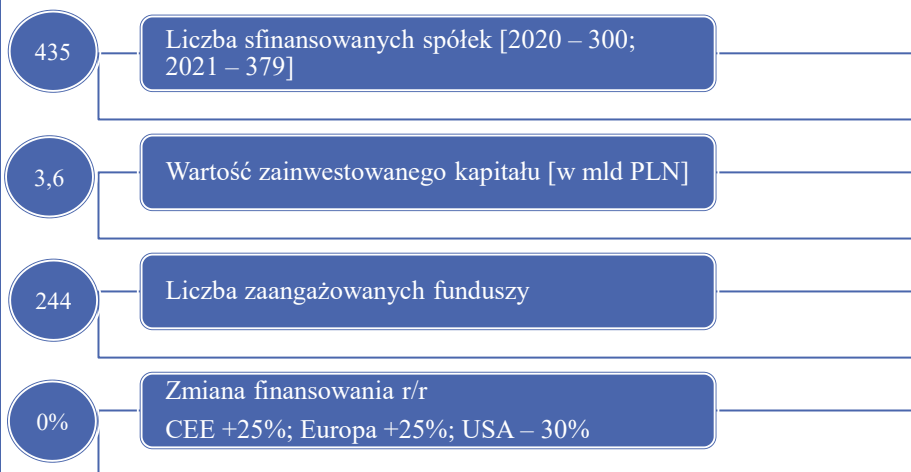 435
Liczba sfinansowanych spółek [2020 – 300;
2021 – 379]
3,6
Wartość zainwestowanego kapitału [w mld PLN]
244
Liczba zaangażowanych funduszy
0%
Zmiana finansowania r/r
CEE +25%; Europa +25%; USA – 30%